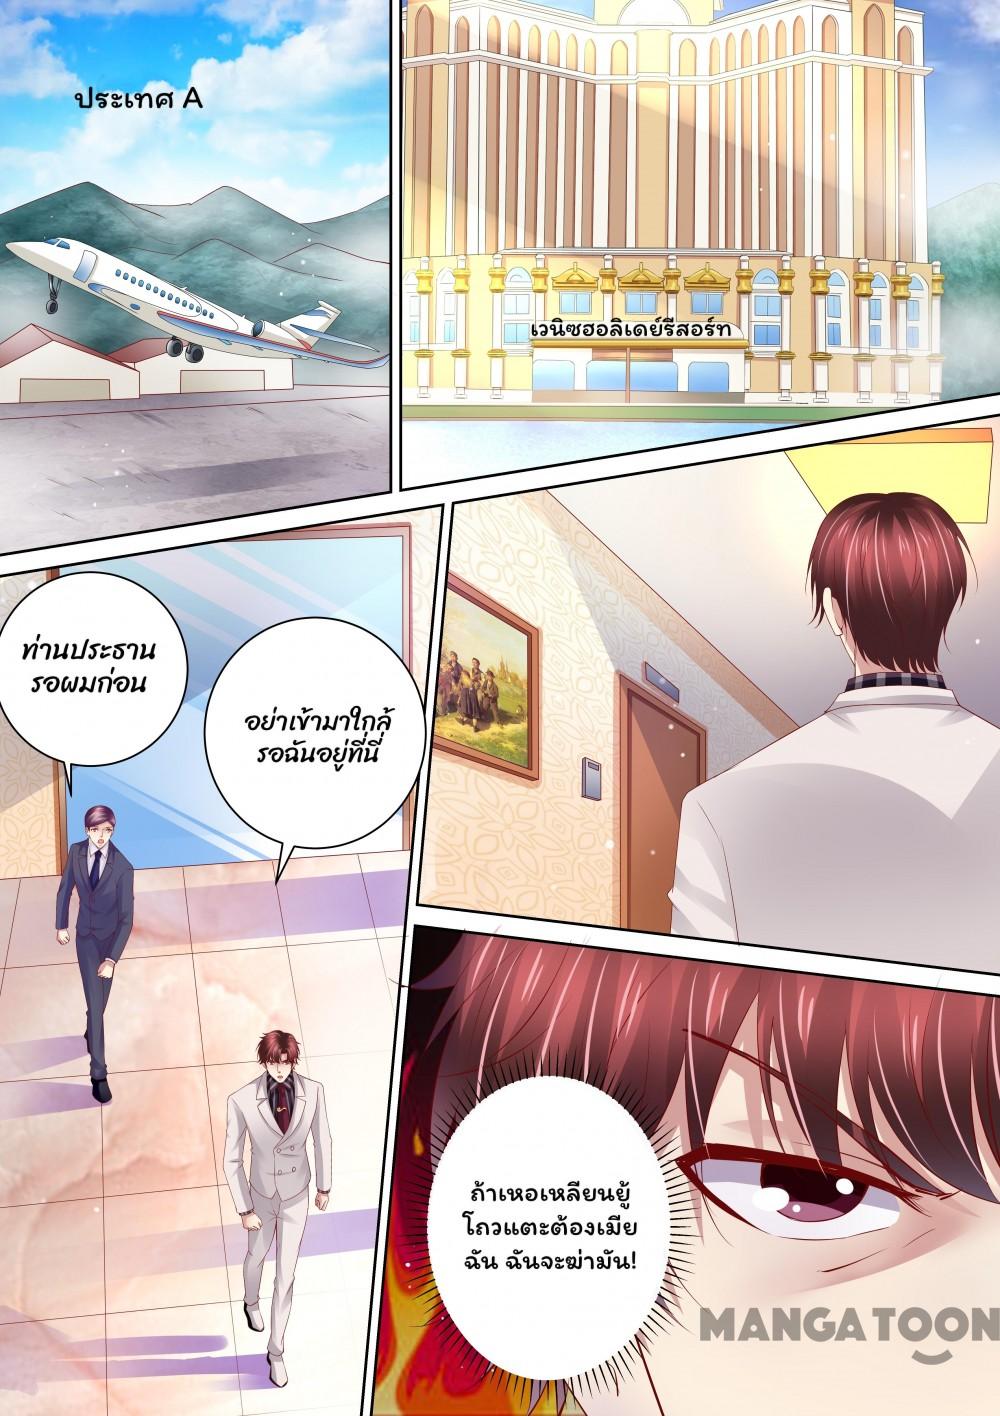 ประเทศ A
เวนิซฮอลิเดย์รีสอร์ท
ท่านประธาน
รอผมก่อน
อย่าเข้ามาใกล้
รอฉันอยู่ที่นี่
ถ้าเหอเหลียนยู้
โถวแตะต้องเมีย
ฉัน ฉันจะฆ่ามัน!
MANGATOON